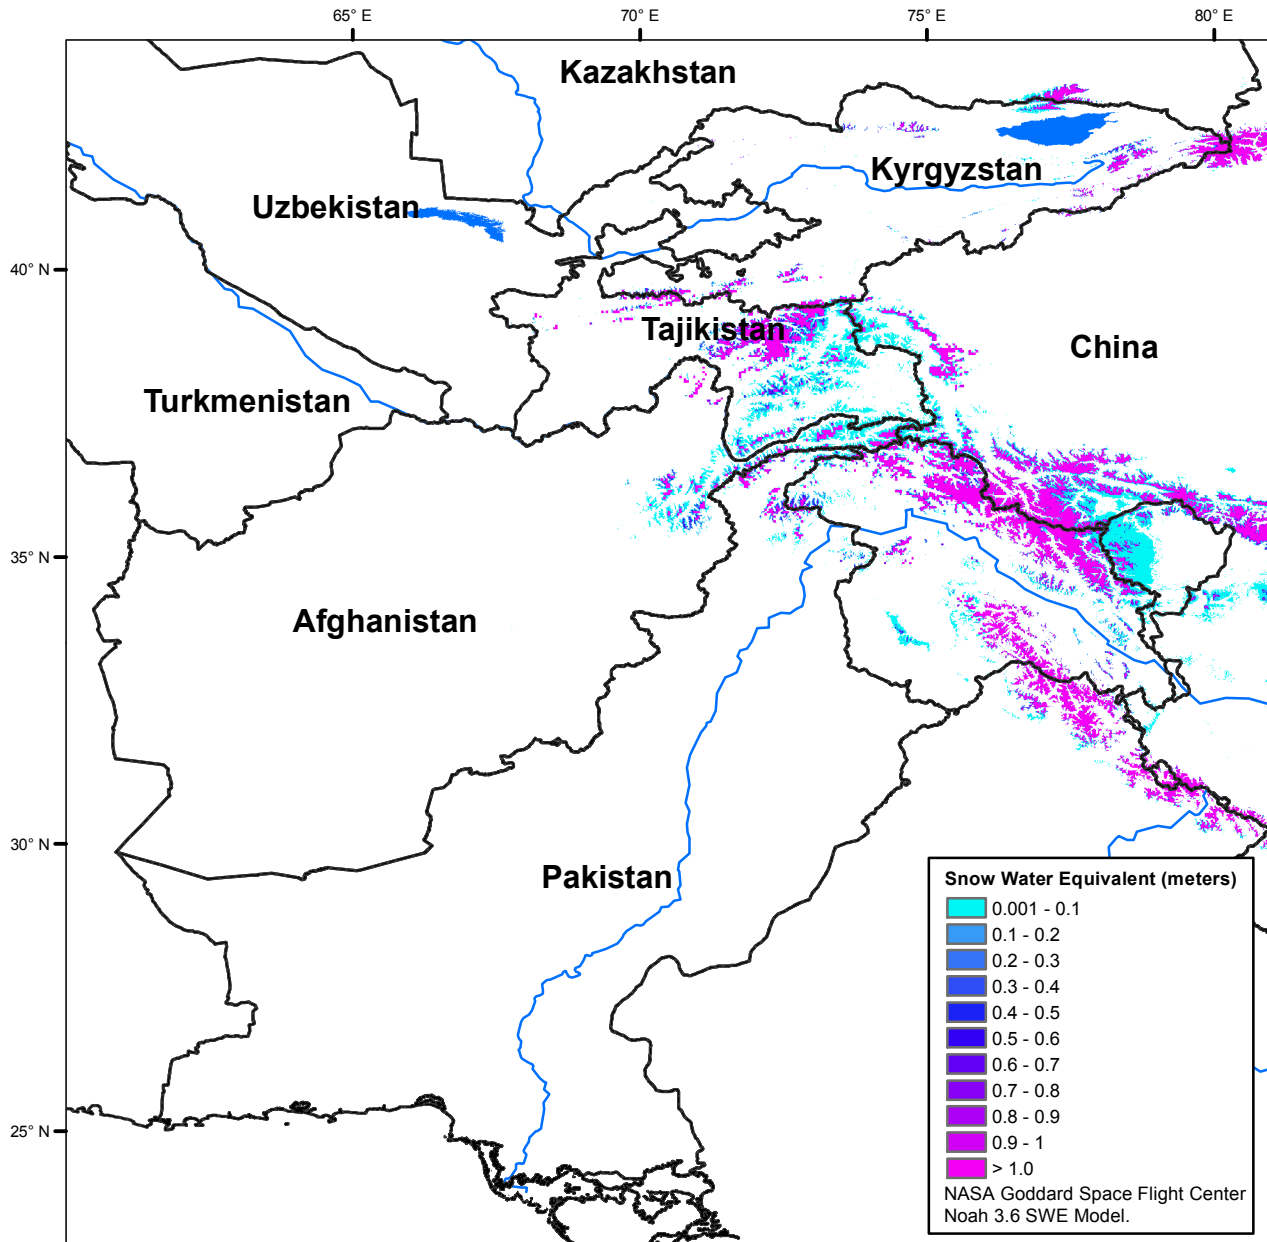 65° E
70° E
75° E
80° E
Kazakhstan
Kyrgyzstan
Uzbekistan
40° N
Tajikistan
China
Turkmenistan
35° N
Afghanistan
30° N
Pakistan
25° N
Snow Water Equivalent (meters)
0.001 - 0.1
0.1 - 0.2
0.2 - 0.3
0.3 - 0.4
0.4 - 0.5
0.5 - 0.6
0.6 - 0.7
0.7 - 0.8
0.8 - 0.9
0.9 - 1
> 1.0
NASA Goddard Space Flight Center
Noah 3.6 SWE Model.